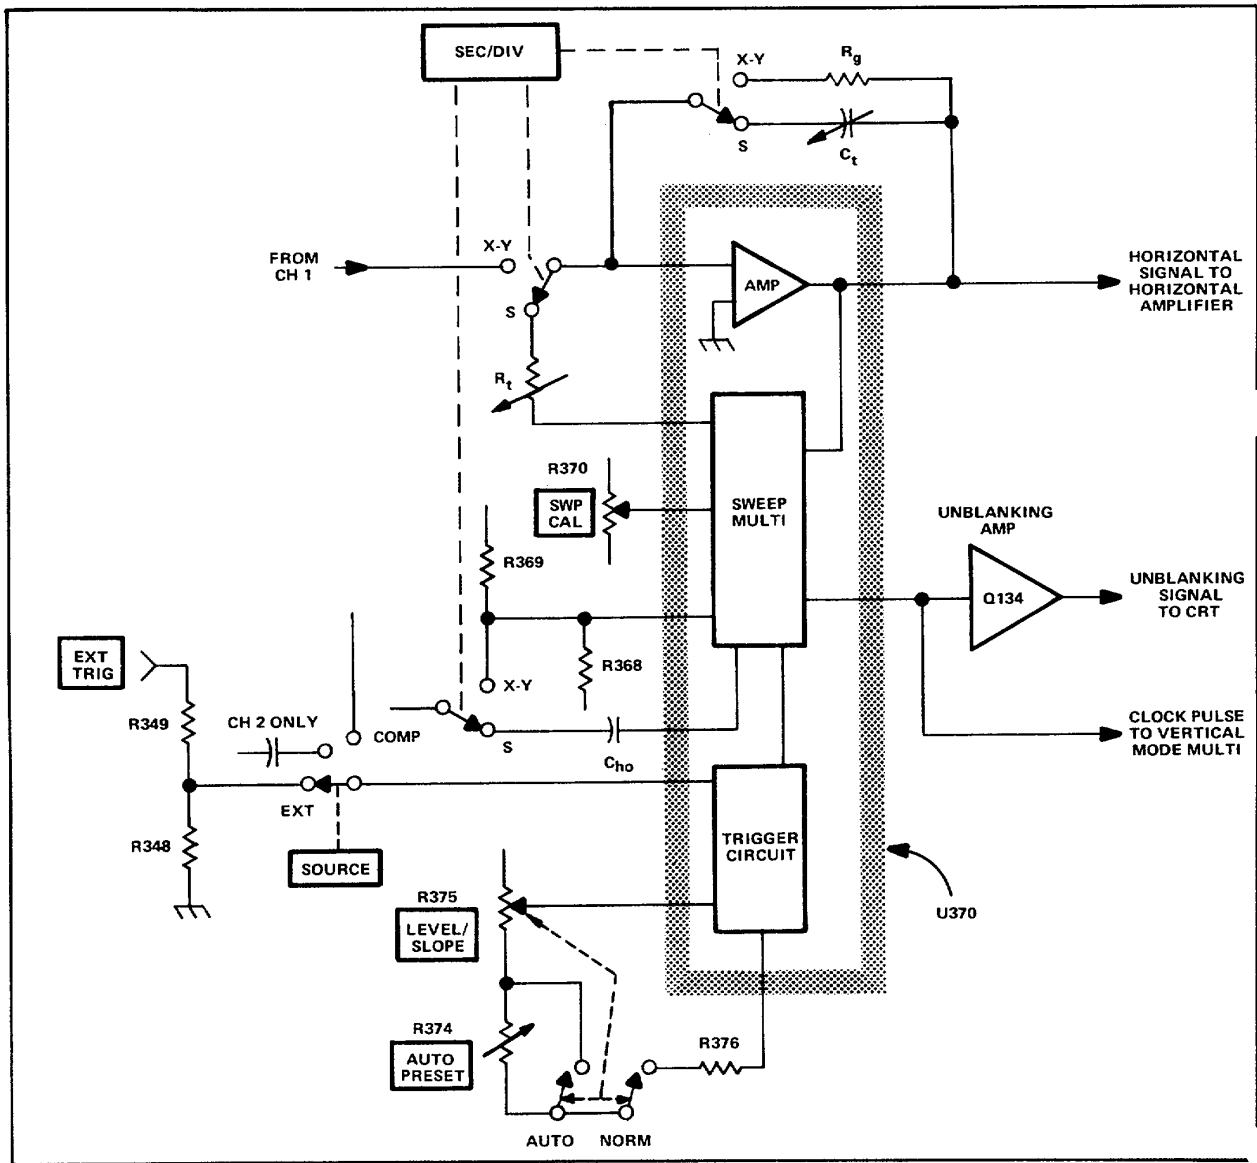 SEC/DIV
X-Y
Rg
S
Ct
FROM
CH 1
X-Y
S
AMP
HORIZONTAL
SIGNAL TO
HORIZONTAL
AMPLIFIER
Rt
R370
SWP
CAL
SWEEP
MULTI
UNBLANKING
AMP
Q134
UNBLANKING
SIGNAL
TO CRT
R369
R368
EXT
TRIG
X-Y
R349
CH 2 ONLY
COMP
S
Cho
CLOCK PULSE
TO VERTICAL
MODE MULTI
EXT
R348
SOURCE
TRIGGER
CIRCUIT
R375
LEVEL/
SLOPE
U370
R374
AUTO
PRESET
R376
AUTO
NORM